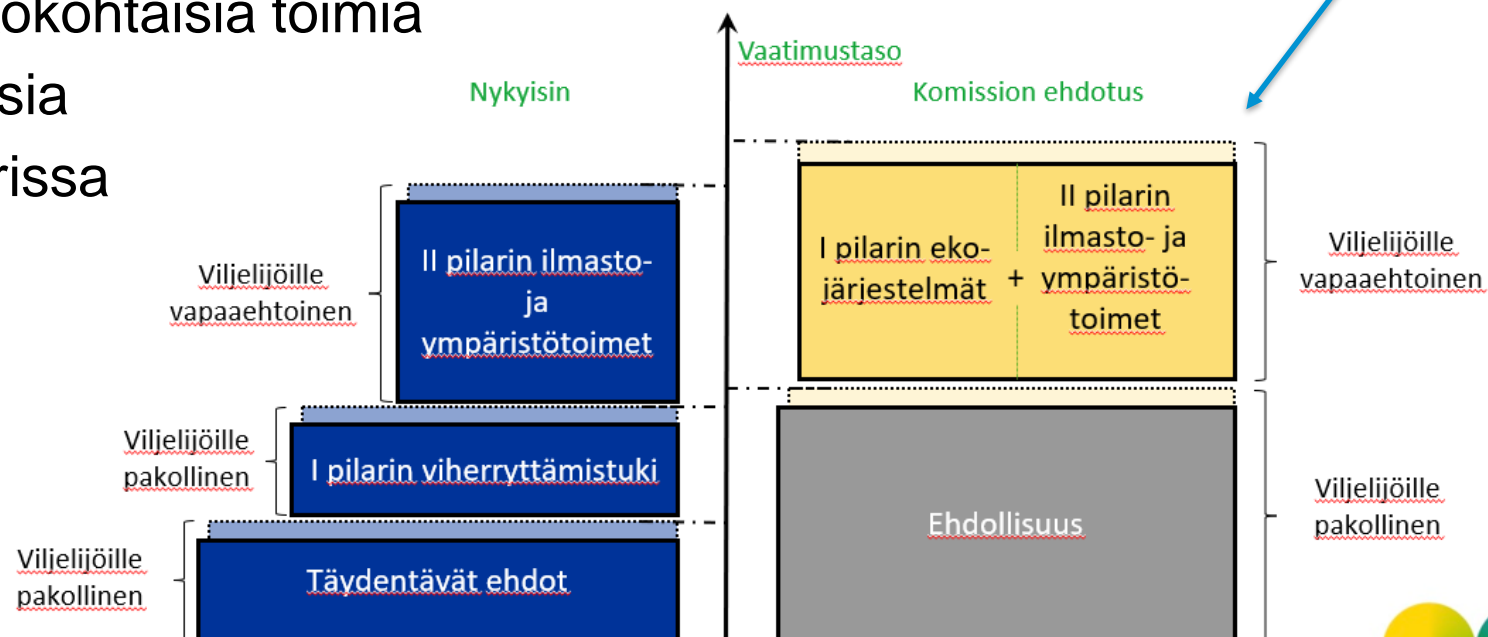 okohtaisia toimia
sia
rissa
Vaatimustaso
Nykyisin
Komission ehdotus
Viljelijöille
vapaaehtoinen
II pilarin ilmasto-
ja
ympäristötoimet
Viljelijöille
pakollinen
I pilarin viherryttämistuki
Viljelijöille
pakollinen
Täydentävät ehdot
I pilarin eko-
järjestelmät
+
II pilarin
ilmasto- ja
ympäristö-
toimet
Viljelijöille
vapaaehtoinen
Ehdollisuus
Viljelijöille
pakollinen